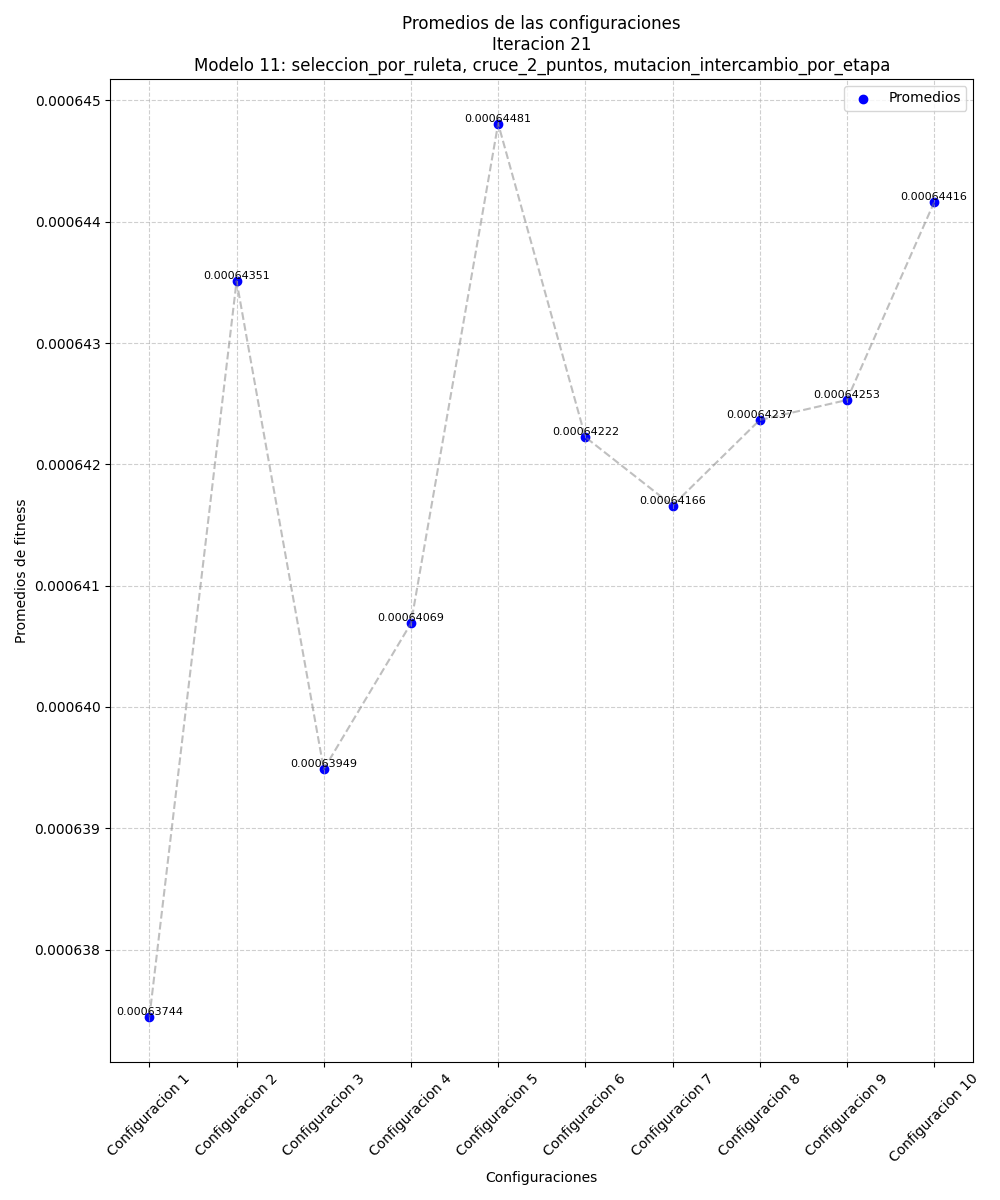 Promedios de las configuraciones
Iteracion 21
Modelo 11: seleccion_por_ruleta, cruce_2_puntos, mutacion_intercambio_por_etapa
Promedios
0.000645
0.000644
0.000643
0.000642
0.000641
0.000640
0.000639
0.000638
Promedios de fitness
0.00063744
0.00064351
0.00063949
0.00064069
0.00064481
0.00064222
0.00064166
0.00064237
0.00064253
0.00064416
Configuracion 1
Configuracion 2
Configuracion 3
Configuracion 4
Configuracion 5
Configuracion 6
Configuracion 7
Configuracion 8
Configuracion 9
Configuracion 10
Configuraciones